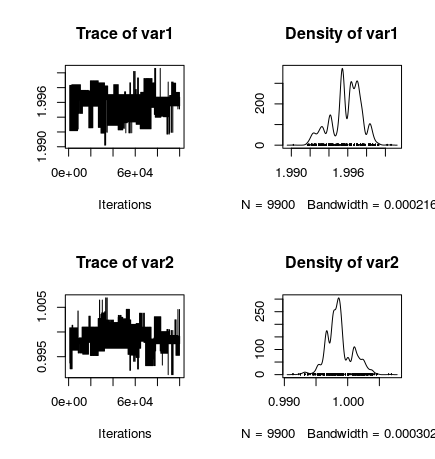 Trace of var1
1.990 1.996
0e+00 6e+04
Iterations
Density of var1
0 200
1.990 1.996
N = 9900 Bandwidth = 0.000216
Trace of var2
0.995 1.005
0e+00 6e+04
Iterations
Density of var2
0 100 250
0.990 1.000
N = 9900 Bandwidth = 0.000302